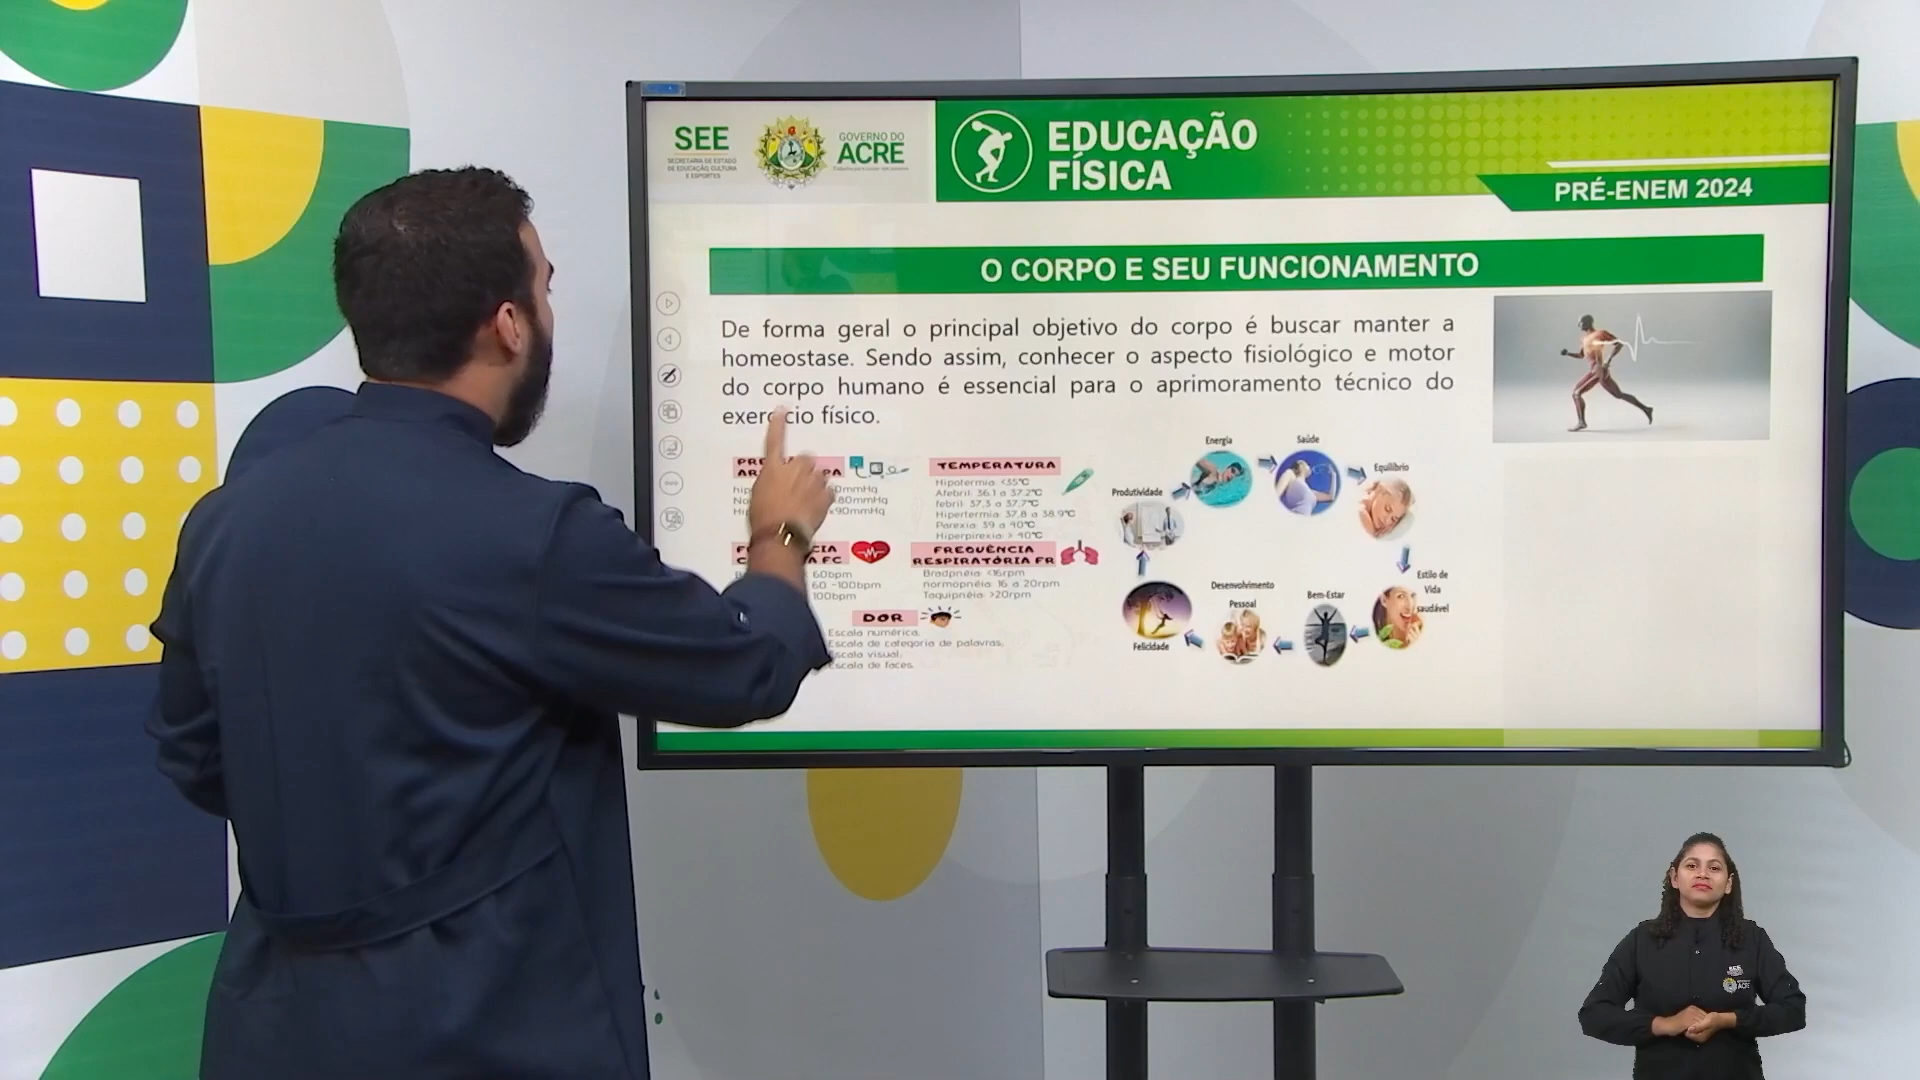 SEE
SECRETARIA DE ESTADO
DE EDUCAÇÃO, CULTURA
E ESPORTES
GOVERNO DO
ACRE
EDUCAÇÃO
FÍSICA
PRÉ-ENEM 2024
O CORPO E SEU FUNCIONAMENTO
De forma geral o principal objetivo do corpo é buscar manter a
homeostase. Sendo assim, conhecer o aspecto fisiológico e motor
do corpo humano é essencial para o aprimoramento técnico do
exercício físico.
TEMPERATURA
Hipotermia: <35°C
Afebril: 36.1 a 37.2°C
febril: 37.3 a 37.7°C
Hipertermia: 37.8 a 38.9°C
Pirexia: 39 a 40°C
Hiperpirexia: > 40°C
FREQUÊNCIA
RESPIRATÓRIA FR
Bradpnéia: <16rpm
normopnéia: 16 a 20rpm
Taquipnéia: >20rpm
FC
60bpm
60 -100bpm
100bpm
DOR
Escala numérica.
Escala de categoria de palavras.
Escala visual.
Escala de faces.
Energia
Saúde
Equilíbrio
Produtividade
Estilo de
Vida
saudável
Desenvolvimento
Pessoal
Bem-Estar
Felicidade
SEE
ACRE